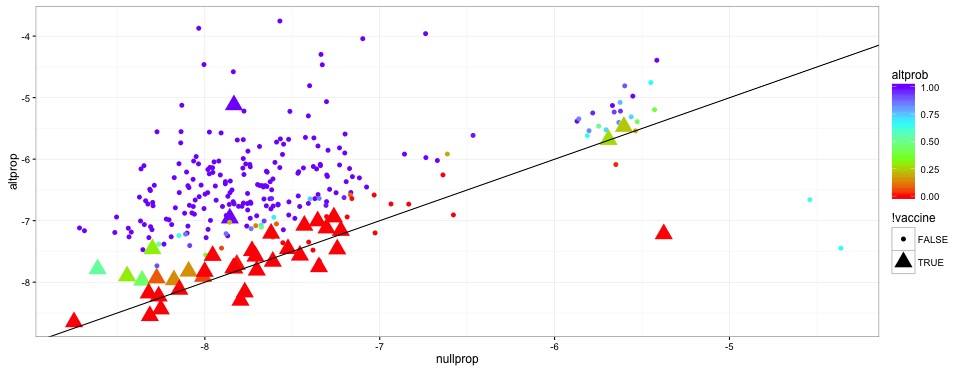 altprop
-4
-5
-6
-7
-8
-8
-7
-6
-5
nullprop
altprob
1.00
0.75
0.50
0.25
0.00
!vaccine
FALSE
TRUE